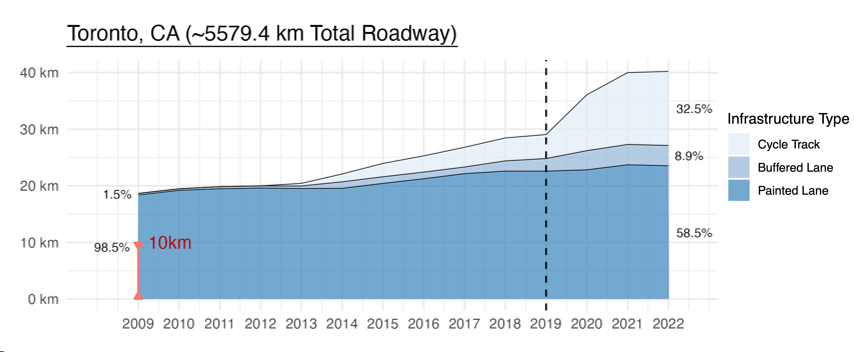 Toronto, CA (~5579.4 km Total Roadway)
40 km
30 km
20 km
10 km
0 km
1.5%
98.5%
10km
32.5%
8.9%
58.5%
2009 2010 2011 2012 2013 2014 2015 2016 2017 2018 2019 2020 2021 2022
Infrastructure Type
Cycle Track
Buffered Lane
Painted Lane